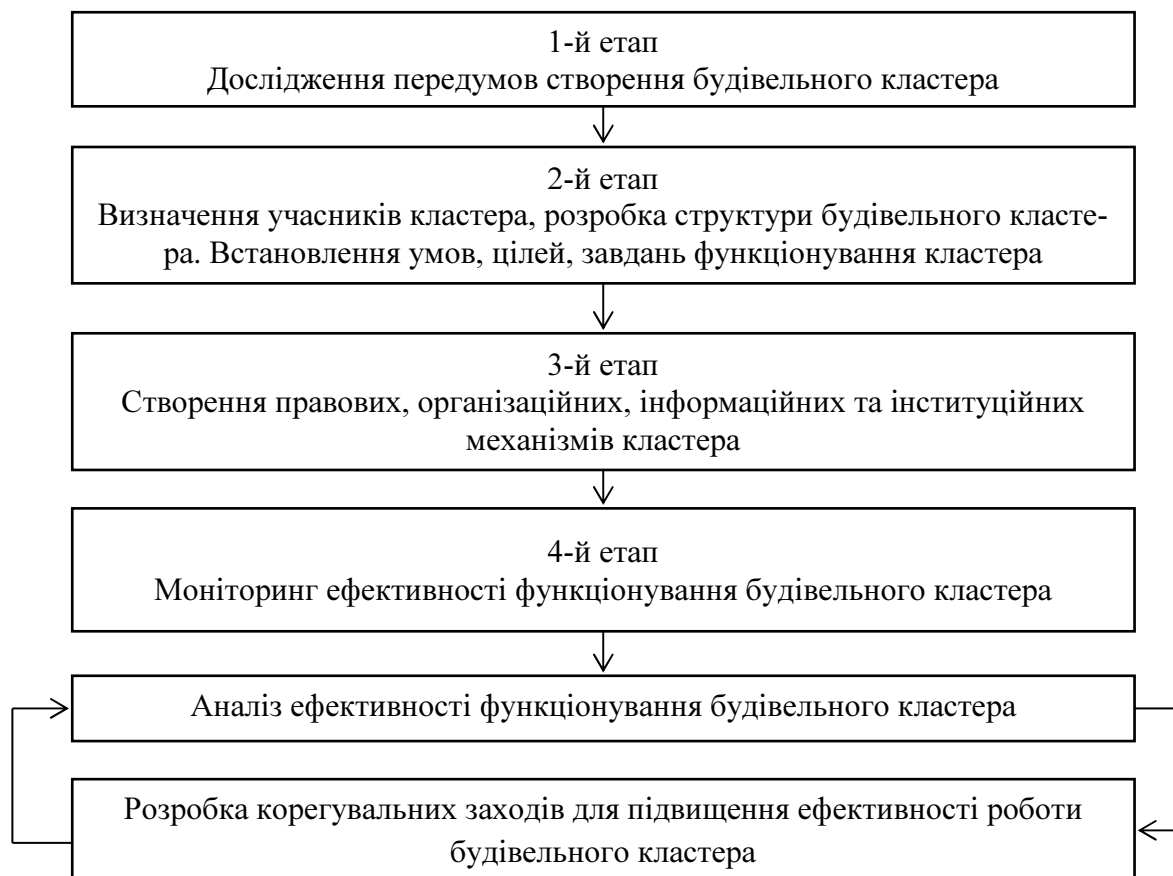 1-й етап
Дослідження передумов створення будівельного кластера
2-й етап
Визначення учасників кластера, розробка структури будівельного класте-
ра. Встановлення умов, цілей, завдань функціонування кластера
3-й етап
Створення правових, організаційних, інформаційних та інституційних
механізмів кластера
4-й етап
Моніторинг ефективності функціонування будівельного кластера
Аналіз ефективності функціонування будівельного кластера
Розробка корегувальних заходів для підвищення ефективності роботи
будівельного кластера